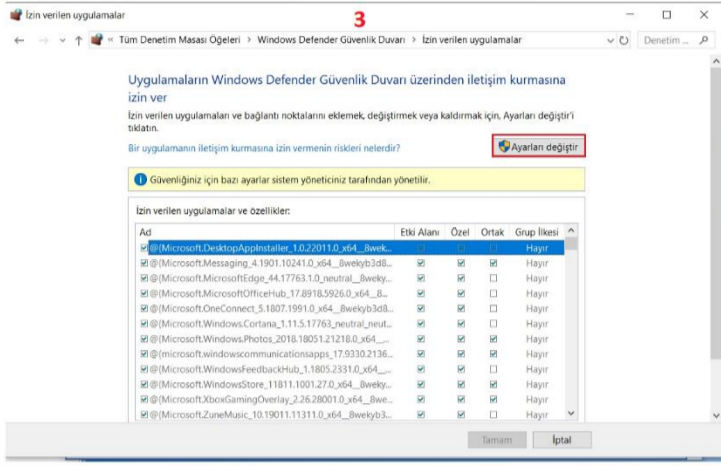 İzin verilen uygulamalar
3
« Tüm Denetim Masası Öğeleri > Windows Defender Güvenlik Duvarı > İzin verilen uygulamalar
Denetim ...
Uygulamaların Windows Defender Güvenlik Duvarı üzerinden iletişim kurmasına
izin ver
İzin verilen uygulamaları ve bağlantı noktalarını eklemek, değiştirmek veya kaldırmak için, Ayarları değiştir'i
tıklatın.
Bir uygulamanın iletişim kurmasına izin vermenin riskleri nelerdir?
Ayarları değiştir
Güvenliğiniz için bazı ayarlar sistem yöneticiniz tarafından yönetilir.
İzin verilen uygulamalar ve özellikler:
Ad Etki Alanı Özel Ortak Grup İlkesi
@{Microsoft.DesktopAppInstaller_1.0.22011.0_x64__8wek... Hayır
@{Microsoft.Messaging_4.1901.10241.0_x64__8wekyb3d8... Hayır
@{Microsoft.MicrosoftEdge_44.17763.1.0_neutral__8weky... Hayır
@{Microsoft.MicrosoftOfficeHub_17.8918.5926.0_x64__8... Hayır
@{Microsoft.OneConnect_5.1807.1991.0_x64__8wekyb3d8... Hayır
@{Microsoft.Windows.Cortana_1.11.5.17763_neutral_neut... Hayır
@{Microsoft.Windows.Photos_2018.18051.21218.0_x64__... Hayır
@{microsoft.windowscommunicationsapps_17.9330.2136... Hayır
@{Microsoft.WindowsFeedbackHub_1.1805.2331.0_x64__... Hayır
@{Microsoft.WindowsStore_11811.1001.27.0_x64__8weky... Hayır
@{Microsoft.XboxGamingOverlay_2.26.28001.0_x64__8we... Hayır
@{Microsoft.ZuneMusic_10.19011.11311.0_x64__8wekyb3... Hayır
Tamam İptal